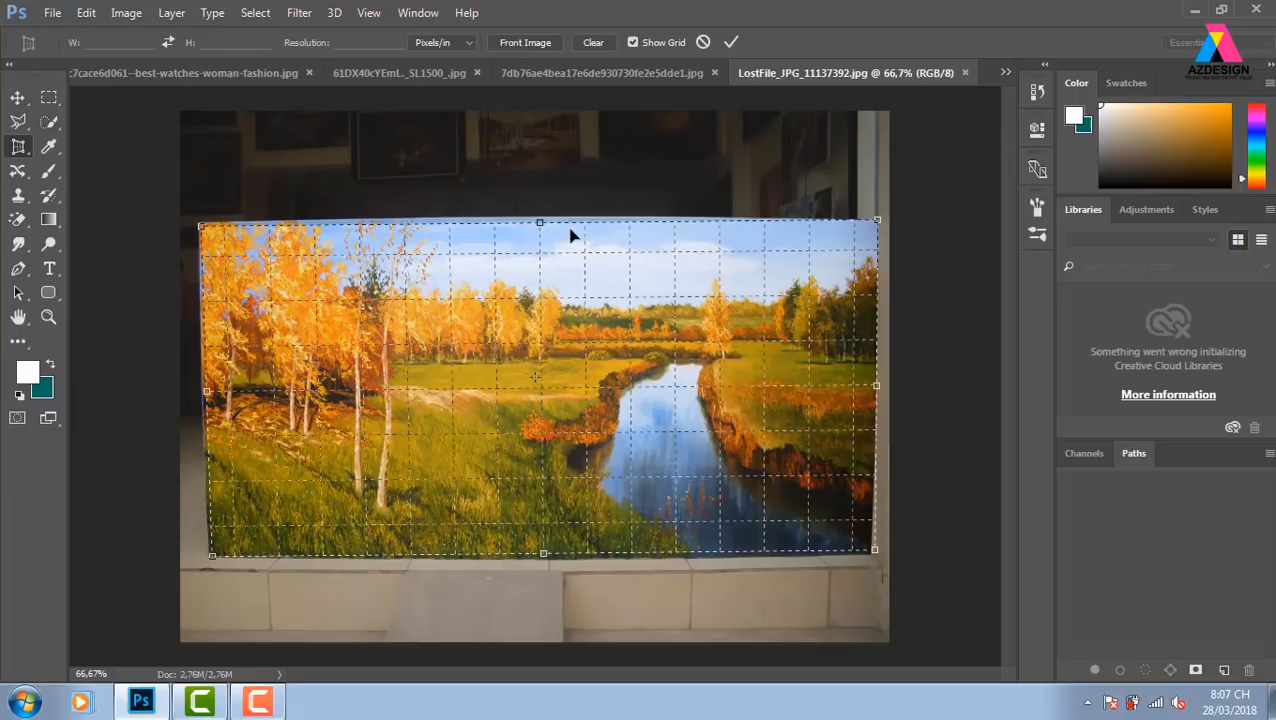 Ps File Edit Image Layer Type Select Filter 3D View Window Help
W: H: Resolution: Pixels/in Front Image Clear Show Grid Essenti
AZDESIGN
:7cace6d061--best-watches-woman-fashion.jpg × 61DX40cYEmL._SL1500_.jpg × 7db76ae4bea17e6de930730fe2e5dde1.jpg × LostFile_JPG_11137392.jpg @ 66,7% (RGB/8) ×
Color Swatches
Libraries Adjustments Styles
Something went wrong initializing
Creative Cloud Libraries
More information
Channels Paths
66,67% Doc: 2,76M/2,76M
Ps
8:07 CH
28/03/2018